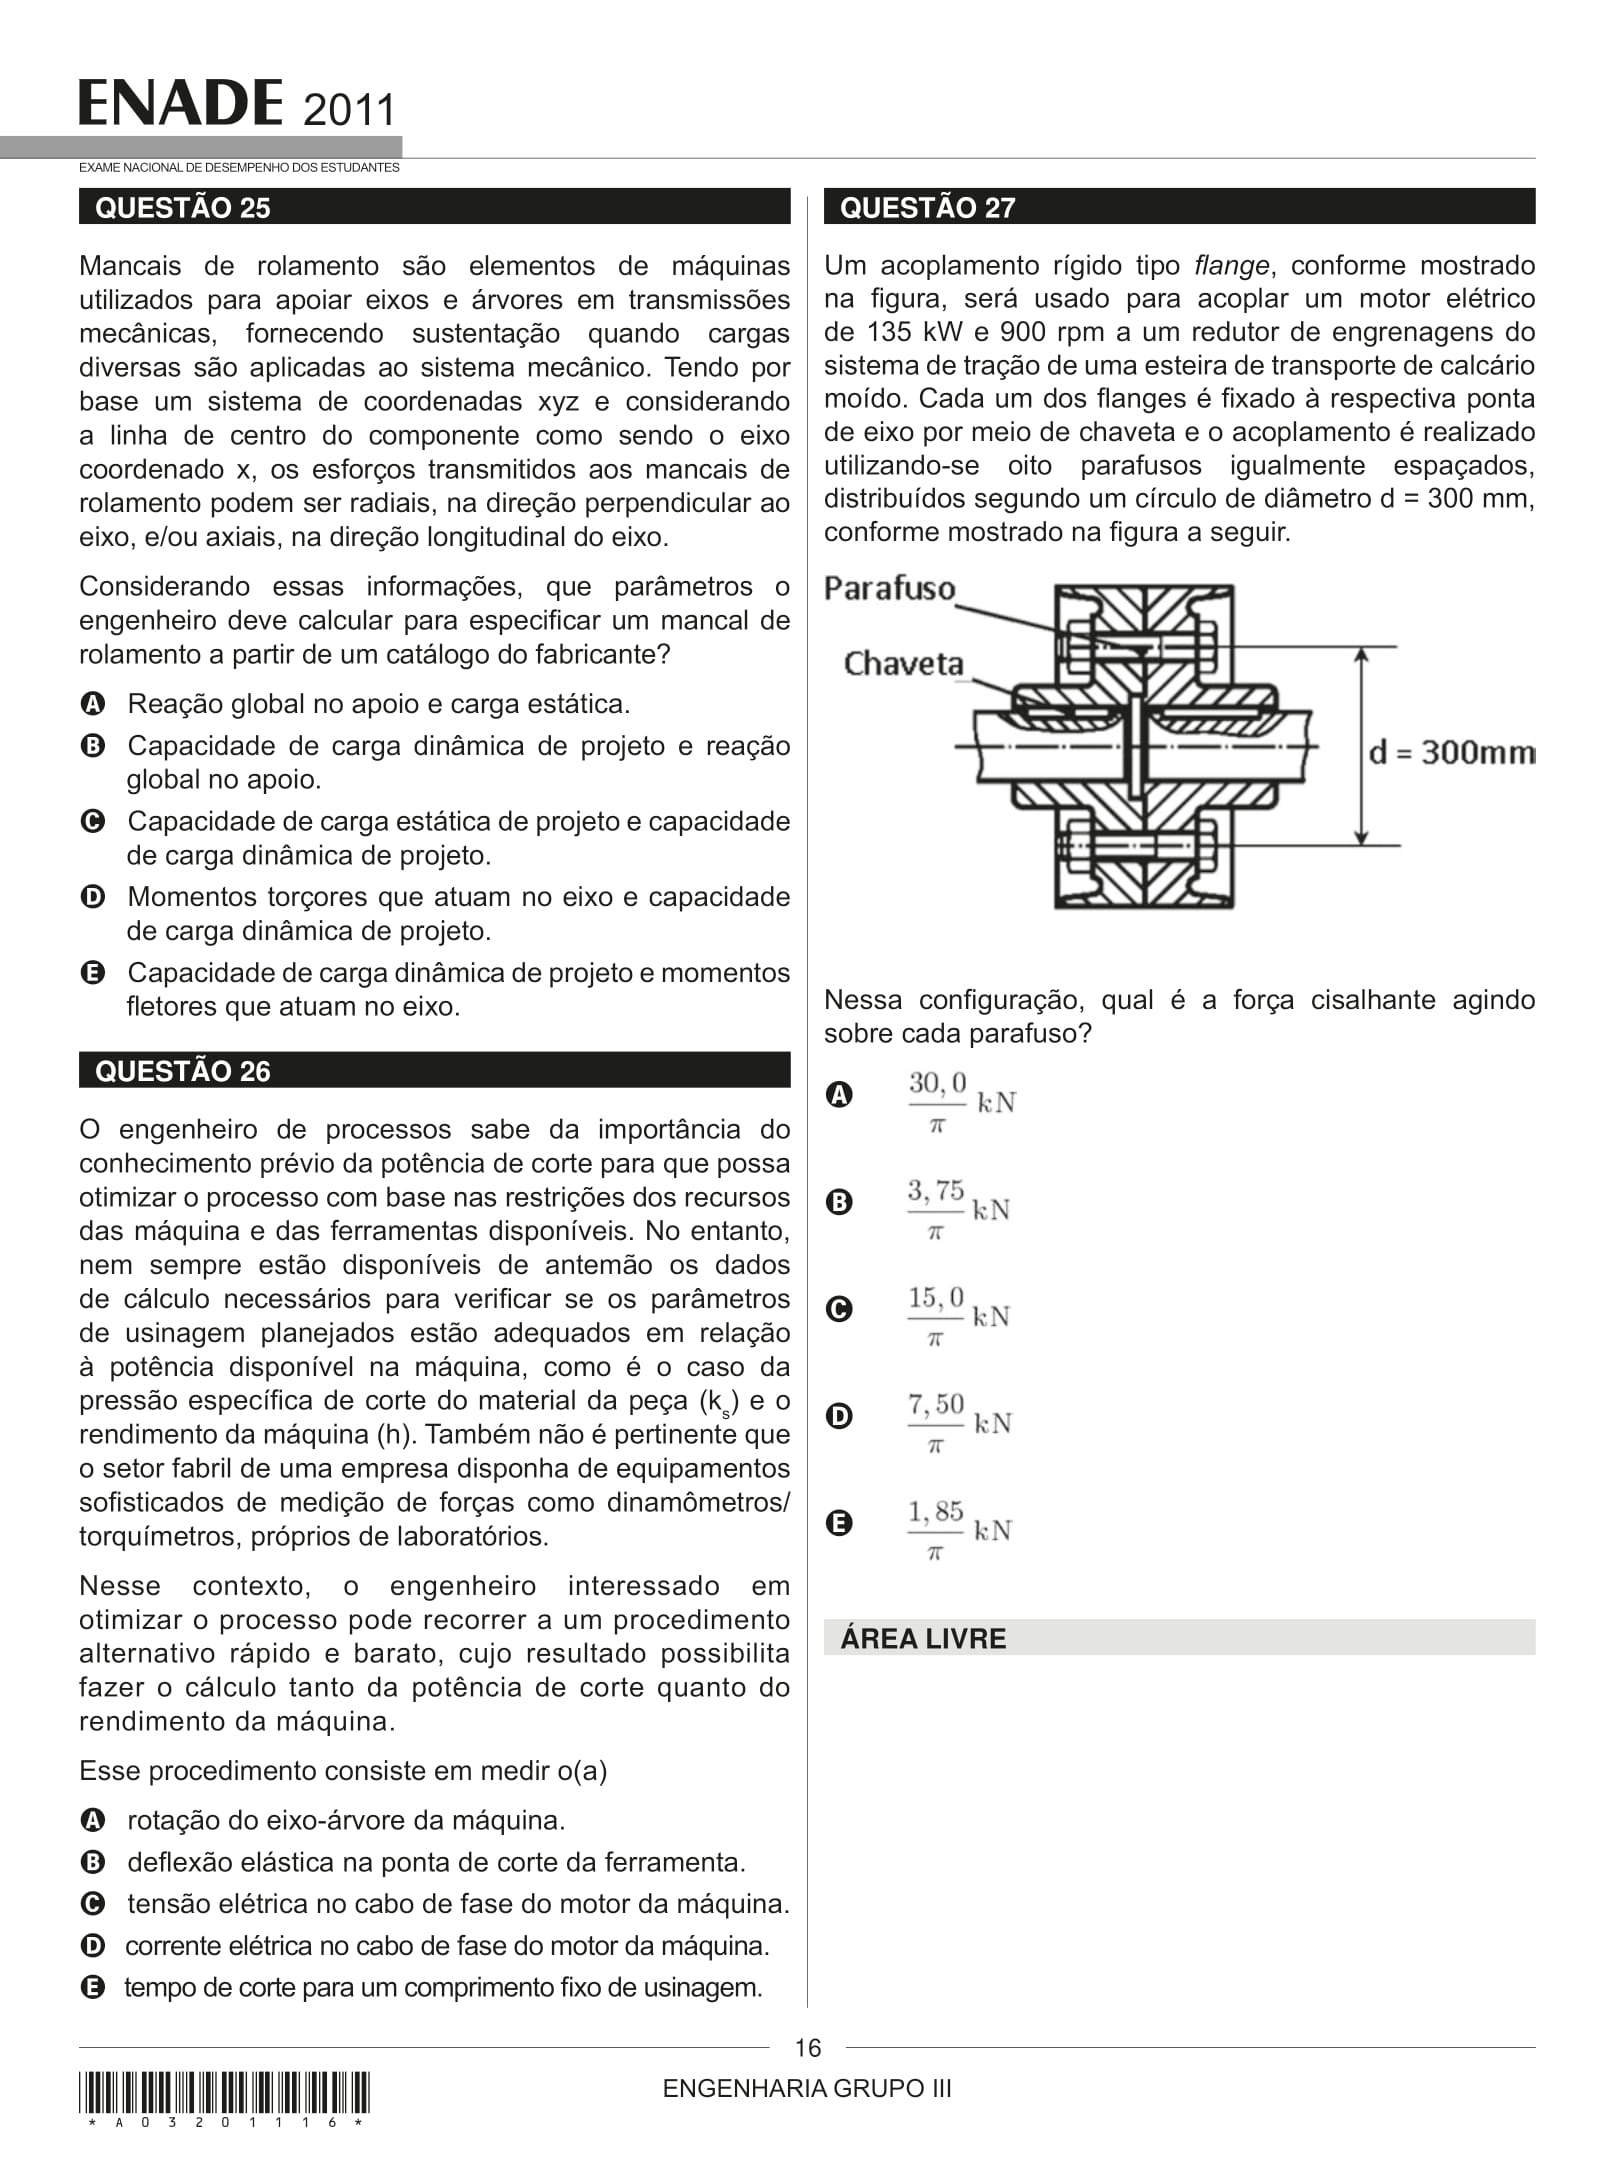 ENADE 2011
EXAME NACIONAL DE DESEMPENHO DOS ESTUDANTES
QUESTÃO 25
Mancais de rolamento são elementos de máquinas
utilizados para apoiar eixos e árvores em transmissões
mecânicas, fornecendo sustentação quando cargas
diversas são aplicadas ao sistema mecânico. Tendo por
base um sistema de coordenadas xyz e considerando
a linha de centro do componente como sendo o eixo
coordenado x, os esforços transmitidos aos mancais de
rolamento podem ser radiais, na direção perpendicular ao
eixo, e/ou axiais, na direção longitudinal do eixo.
Considerando essas informações, que parâmetros o
engenheiro deve calcular para especificar um mancal de
rolamento a partir de um catálogo do fabricante?
A Reação global no apoio e carga estática.
B Capacidade de carga dinâmica de projeto e reação
global no apoio.
C Capacidade de carga estática de projeto e capacidade
de carga dinâmica de projeto.
D Momentos torçores que atuam no eixo e capacidade
de carga dinâmica de projeto.
E Capacidade de carga dinâmica de projeto e momentos
fletores que atuam no eixo.
QUESTÃO 26
O engenheiro de processos sabe da importância do
conhecimento prévio da potência de corte para que possa
otimizar o processo com base nas restrições dos recursos
das máquina e das ferramentas disponíveis. No entanto,
nem sempre estão disponíveis de antemão os dados
de cálculo necessários para verificar se os parâmetros
de usinagem planejados estão adequados em relação
à potência disponível na máquina, como é o caso da
pressão específica de corte do material da peça (ks) e o
rendimento da máquina (h). Também não é pertinente que
o setor fabril de uma empresa disponha de equipamentos
sofisticados de medição de forças como dinamômetros/
torquímetros, próprios de laboratórios.
Nesse contexto, o engenheiro interessado em
otimizar o processo pode recorrer a um procedimento
alternativo rápido e barato, cujo resultado possibilita
fazer o cálculo tanto da potência de corte quanto do
rendimento da máquina.
Esse procedimento consiste em medir o(a)
A rotação do eixo-árvore da máquina.
B deflexão elástica na ponta de corte da ferramenta.
C tensão elétrica no cabo de fase do motor da máquina.
D corrente elétrica no cabo de fase do motor da máquina.
E tempo de corte para um comprimento fixo de usinagem.
QUESTÃO 27
Um acoplamento rígido tipo flange, conforme mostrado
na figura, será usado para acoplar um motor elétrico
de 135 kW e 900 rpm a um redutor de engrenagens do
sistema de tração de uma esteira de transporte de calcário
moído. Cada um dos flanges é fixado à respectiva ponta
de eixo por meio de chaveta e o acoplamento é realizado
utilizando-se oito parafusos igualmente espaçados,
distribuídos segundo um círculo de diâmetro d = 300 mm,
conforme mostrado na figura a seguir.
Parafuso
Chaveta
d = 300mm
Nessa configuração, qual é a força cisalhante agindo
sobre cada parafuso?
A 30,0/π kN
B 3,75/π kN
C 15,0/π kN
D 7,50/π kN
E 1,85/π kN
ÁREA LIVRE
16
ENGENHARIA GRUPO III
*A03201116*